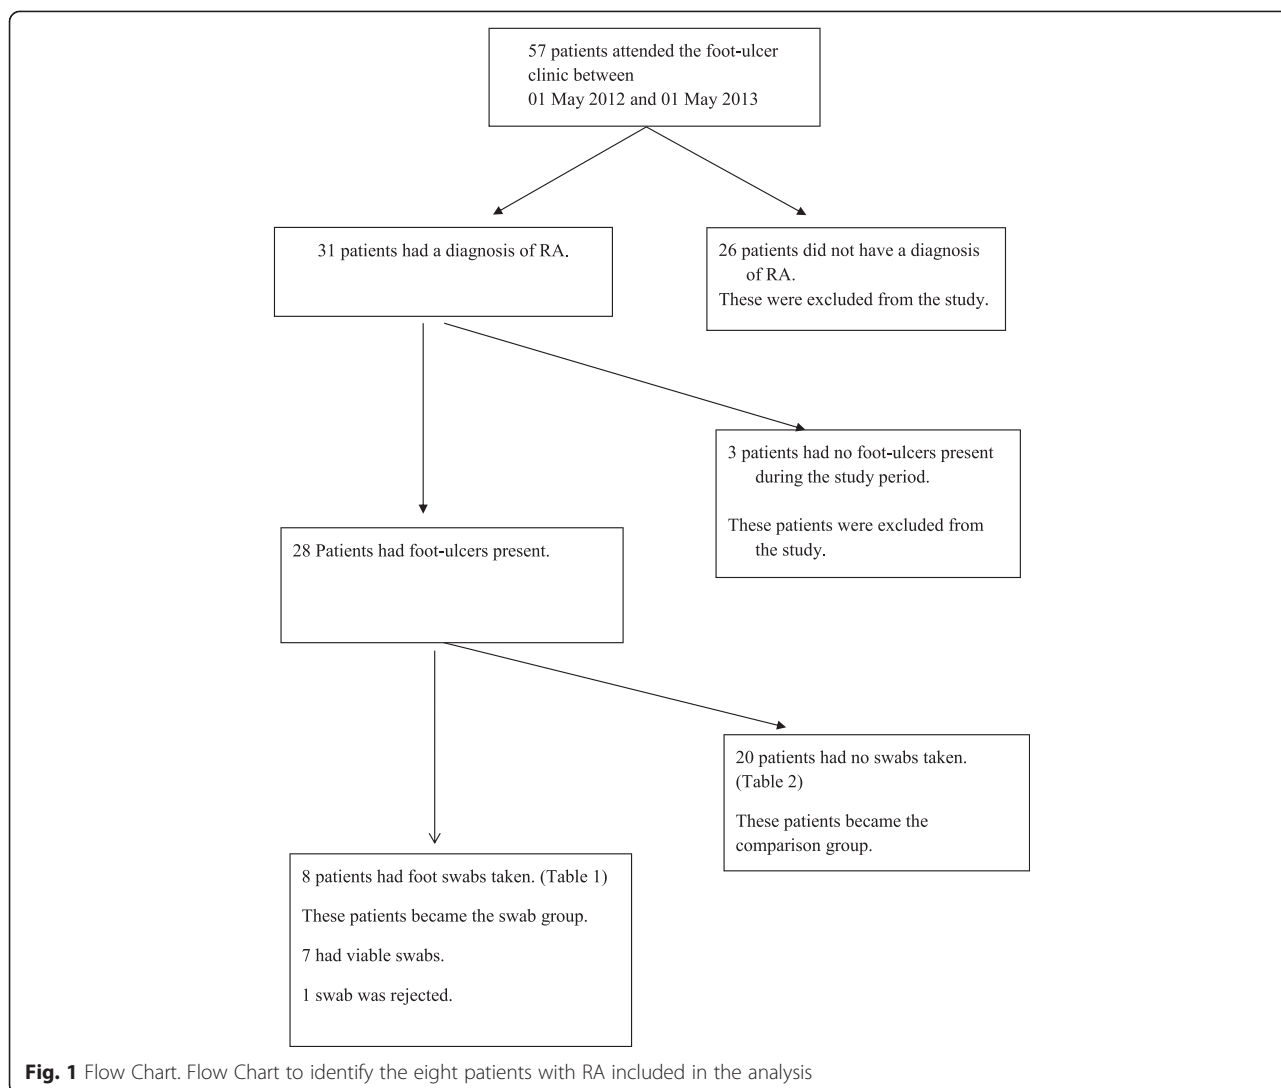 57 patients attended the foot-ulcer
clinic between
01 May 2012 and 01 May 2013
31 patients had a diagnosis of RA.
26 patients did not have a diagnosis
of RA.
These were excluded from the study.
3 patients had no foot-ulcers present
during the study period.
These patients were excluded from
the study.
28 Patients had foot-ulcers present.
20 patients had no swabs taken.
(Table 2)
These patients became the
comparison group.
8 patients had foot swabs taken. (Table 1)
These patients became the swab group.
7 had viable swabs.
1 swab was rejected.
Fig. 1 Flow Chart. Flow Chart to identify the eight patients with RA included in the analysis